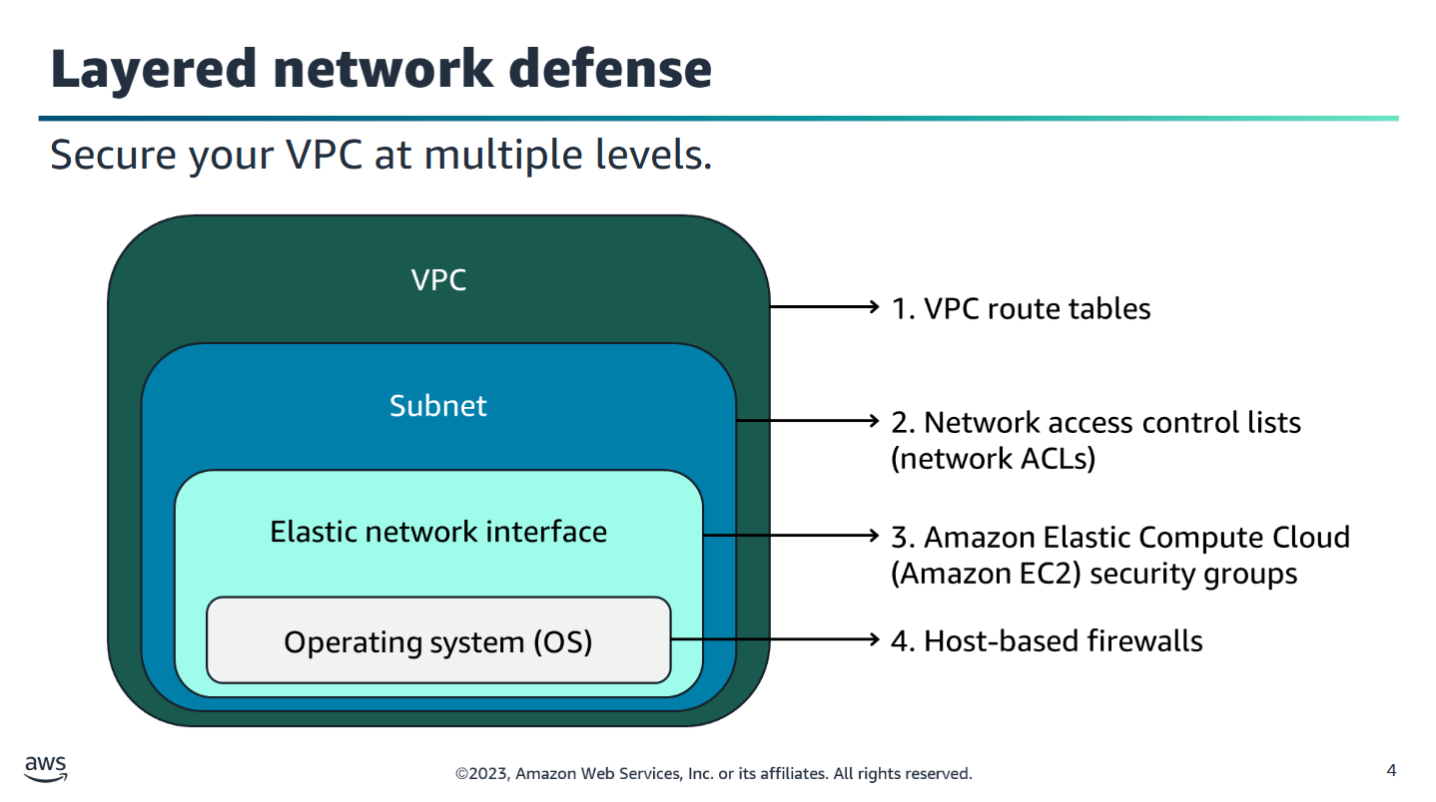 Layered network defense
Secure your VPC at multiple levels.
VPC
1. VPC route tables
Subnet
2. Network access control lists
(network ACLs)
Elastic network interface
3. Amazon Elastic Compute Cloud
(Amazon EC2) security groups
Operating system (OS)
4. Host-based firewalls
aws
©2023, Amazon Web Services, Inc. or its affiliates. All rights reserved.
4